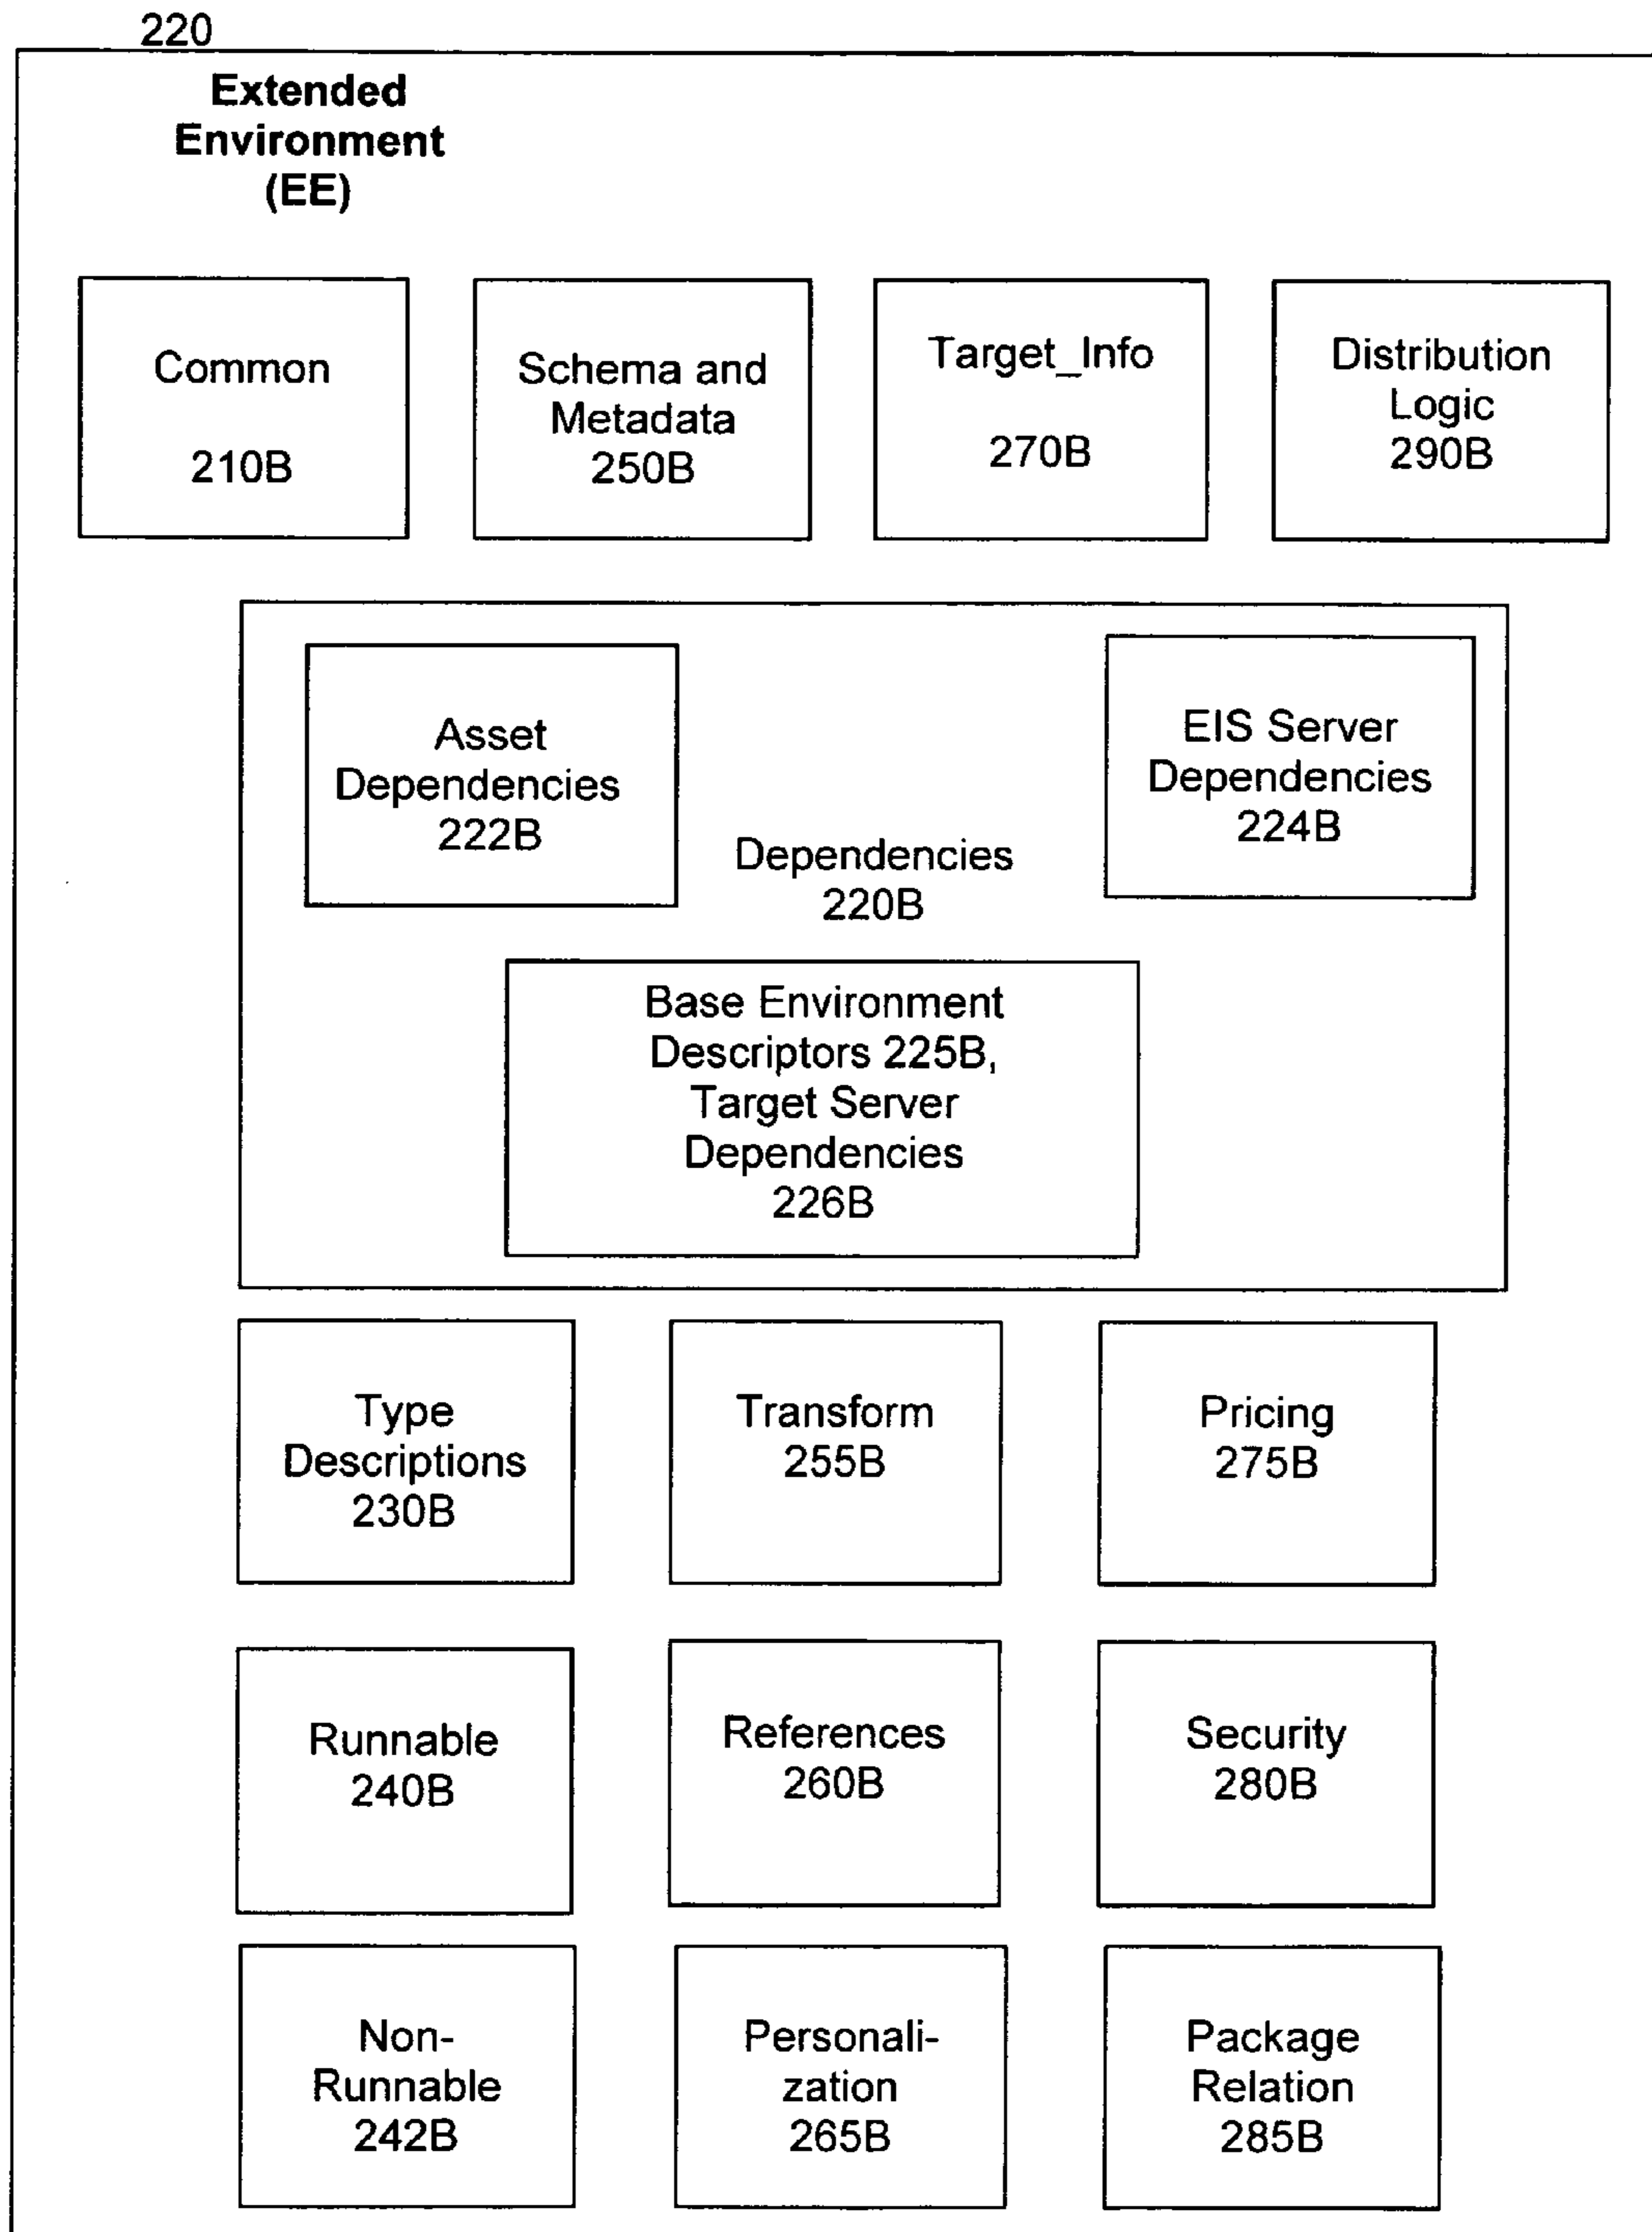 220
Extended
Environment
(EE)
Common
210B
Schema and
Metadata
250B
Target_Info
270B
Distribution
Logic
290B
Asset
Dependencies
222B
EIS Server
Dependencies
224B
Dependencies
220B
Base Environment
Descriptors 225B,
Target Server
Dependencies
226B
Type
Descriptions
230B
Transform
255B
Pricing
275B
Runnable
240B
References
260B
Security
280B
Non-
Runnable
242B
Personali-
zation
265B
Package
Relation
285B